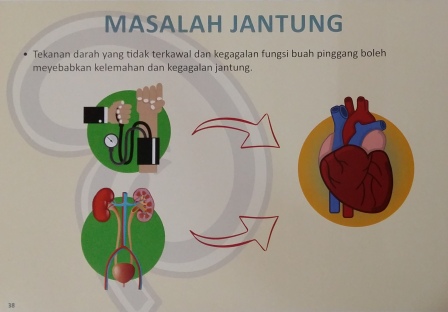 MASALAH JANTUNG
• Tekanan darah yang tidak terkawal dan kegagalan fungsi buah pinggang boleh
meyebabkan kelemahan dan kegagalan jantung.
38